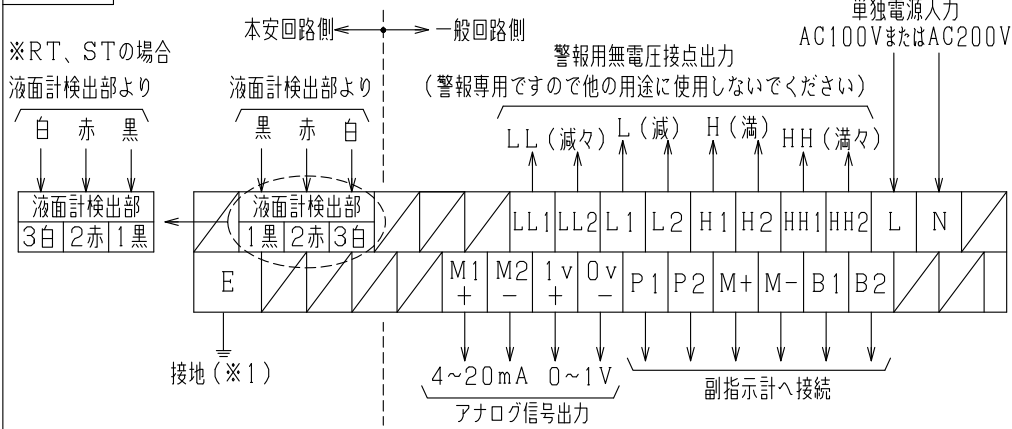 本安回路側 一般回路側
単独電源入力
AC100VまたはAC200V
※RT、STの場合
液面計検出部より
白 赤 黒
液面計検出部より
黒 赤 白
警報用無電圧接点出力
(警報専用ですので他の用途に使用しないでください)
LL(減々) L(減) H(満) HH(満々)
液面計検出部
3白 2赤 1黒
液面計検出部
1黒 2赤 3白
LL1 LL2 L1 L2 H1 H2 HH1 HH2 L N
E M1+ M2- 1v+ 0v- P1 P2 M+ M- B1 B2
接地(※1)
4~20mA 0~1V
アナログ信号出力
副指示計へ接続